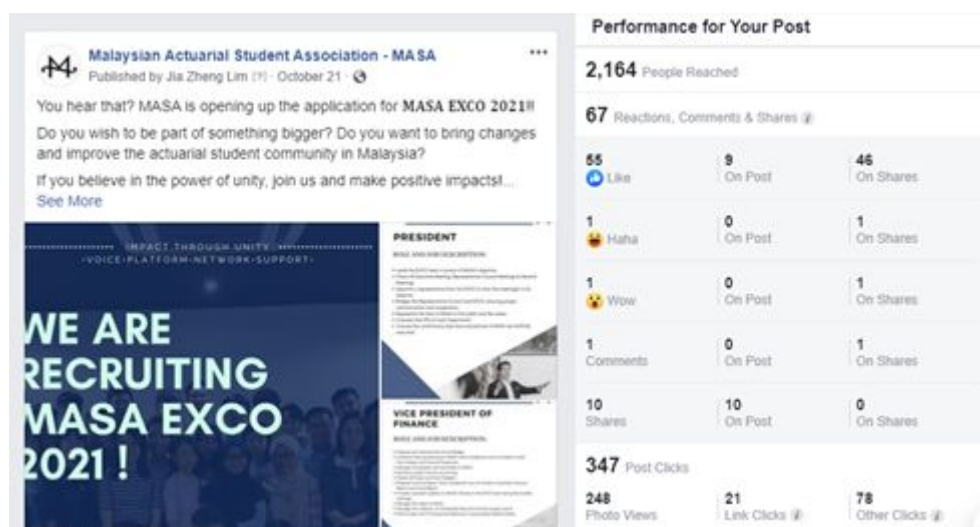 Malaysian Actuarial Student Association - MASA
Published by Jia Zheng Lim [?] · October 21 ·
You hear that? MASA is opening up the application for MASA EXCO 2021!!
Do you wish to be part of something bigger? Do you want to bring changes
and improve the actuarial student community in Malaysia?
If you believe in the power of unity, join us and make positive impacts!...
See More
IMPACT THROUGH UNITY
-VOICE-PLATFORM-NETWORK-SUPPORT-
WE ARE
RECRUITING
MASA EXCO
2021 !
PRESIDENT
ROLE AND JOB DESCRIPTION:
VICE PRESIDENT OF
FINANCE
ROLE AND JOB DESCRIPTION:
Performance for Your Post
2,164 People Reached
67 Reactions, Comments & Shares
55 9 46
Like On Post On Shares
1 0 1
Haha On Post On Shares
1 0 1
Wow On Post On Shares
1 0 1
Comments On Post On Shares
10 10 0
Shares On Post On Shares
347 Post Clicks
248 21 78
Photo Views Link Clicks Other Clicks